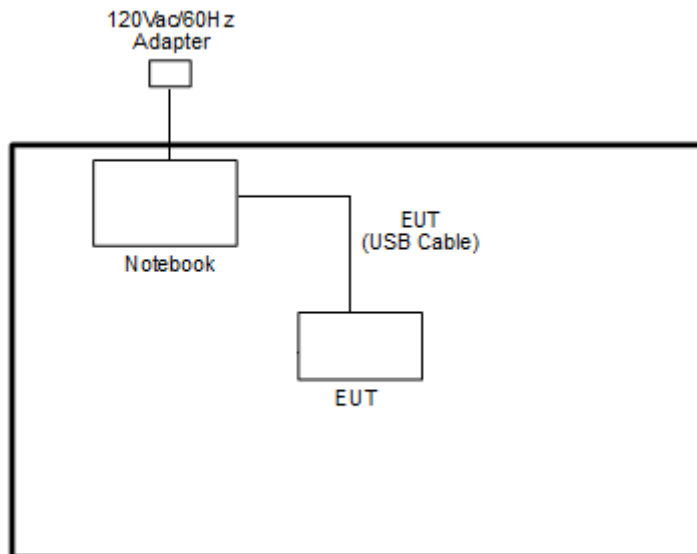 120Vac/60Hz
Adapter
EUT
(USB Cable)
Notebook
EUT